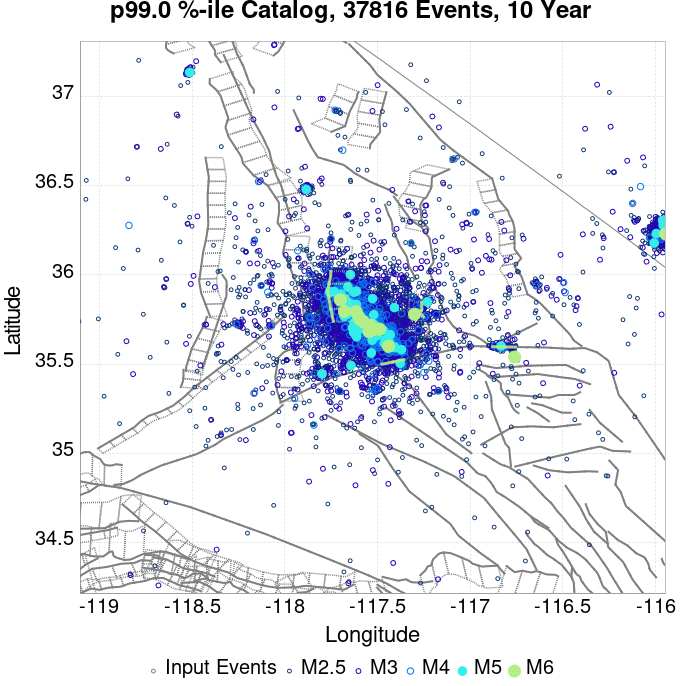 p99.0 %-ile Catalog, 37816 Events, 10 Year
37
36.5
36
35.5
35
34.5
Latitude
-119 -118.5 -118 -117.5 -117 -116.5 -116
Longitude
Input Events M2.5 M3 M4 M5 M6